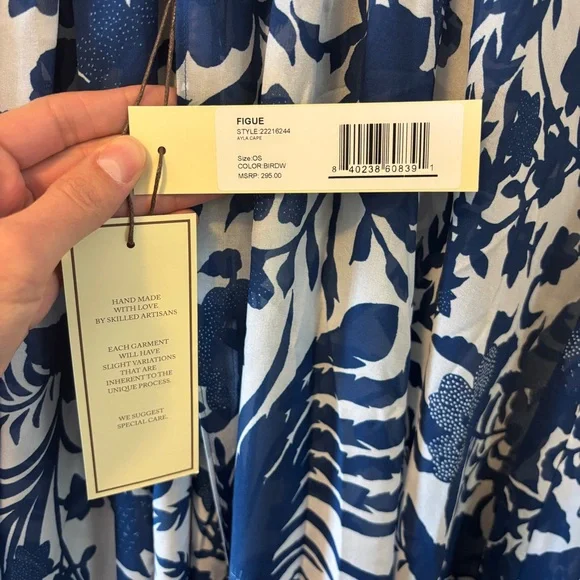 FIGUE
STYLE:22216244
AYLA CAPE
Size:OS
COLOR:BIRDW
MSRP: 295.00
8 40238 60839 1
HAND MADE
WITH LOVE
BY SKILLED ARTISANS
EACH GARMENT
WILL HAVE
SLIGHT VARIATIONS
THAT ARE
INHERENT TO THE
UNIQUE PROCESS.
WE SUGGEST
SPECIAL CARE.